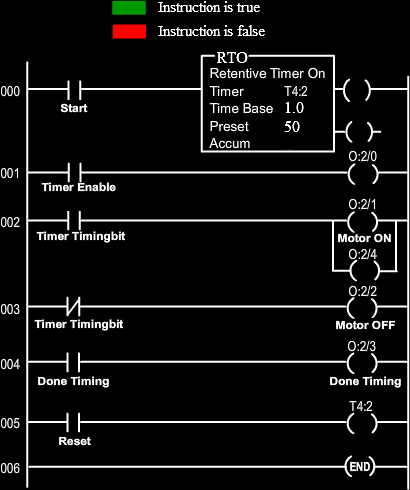 Instruction is true
Instruction is false
RTO
000
Retentive Timer On
Timer T4:2
Time Base 1.0
Preset 50
Accum
Start
O:2/0
001
Timer Enable
O:2/1
002
Timer Timingbit
Motor ON
O:2/4
O:2/2
003
Timer Timingbit
Motor OFF
O:2/3
004
Done Timing
Done Timing
T4:2
005
Reset
006
END